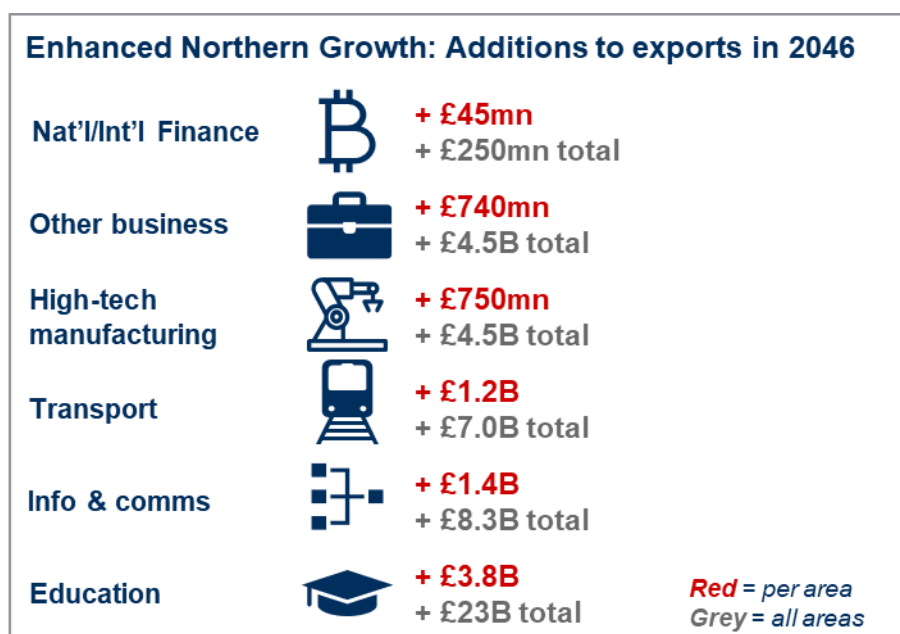 Enhanced Northern Growth: Additions to exports in 2046
Nat'l/Int'l Finance
+ £45mn
+ £250mn total
Other business
+ £740mn
+ £4.5B total
High-tech
manufacturing
+ £750mn
+ £4.5B total
Transport
+ £1.2B
+ £7.0B total
Info & comms
+ £1.4B
+ £8.3B total
Education
+ £3.8B
+ £23B total
Red = per area
Grey = all areas